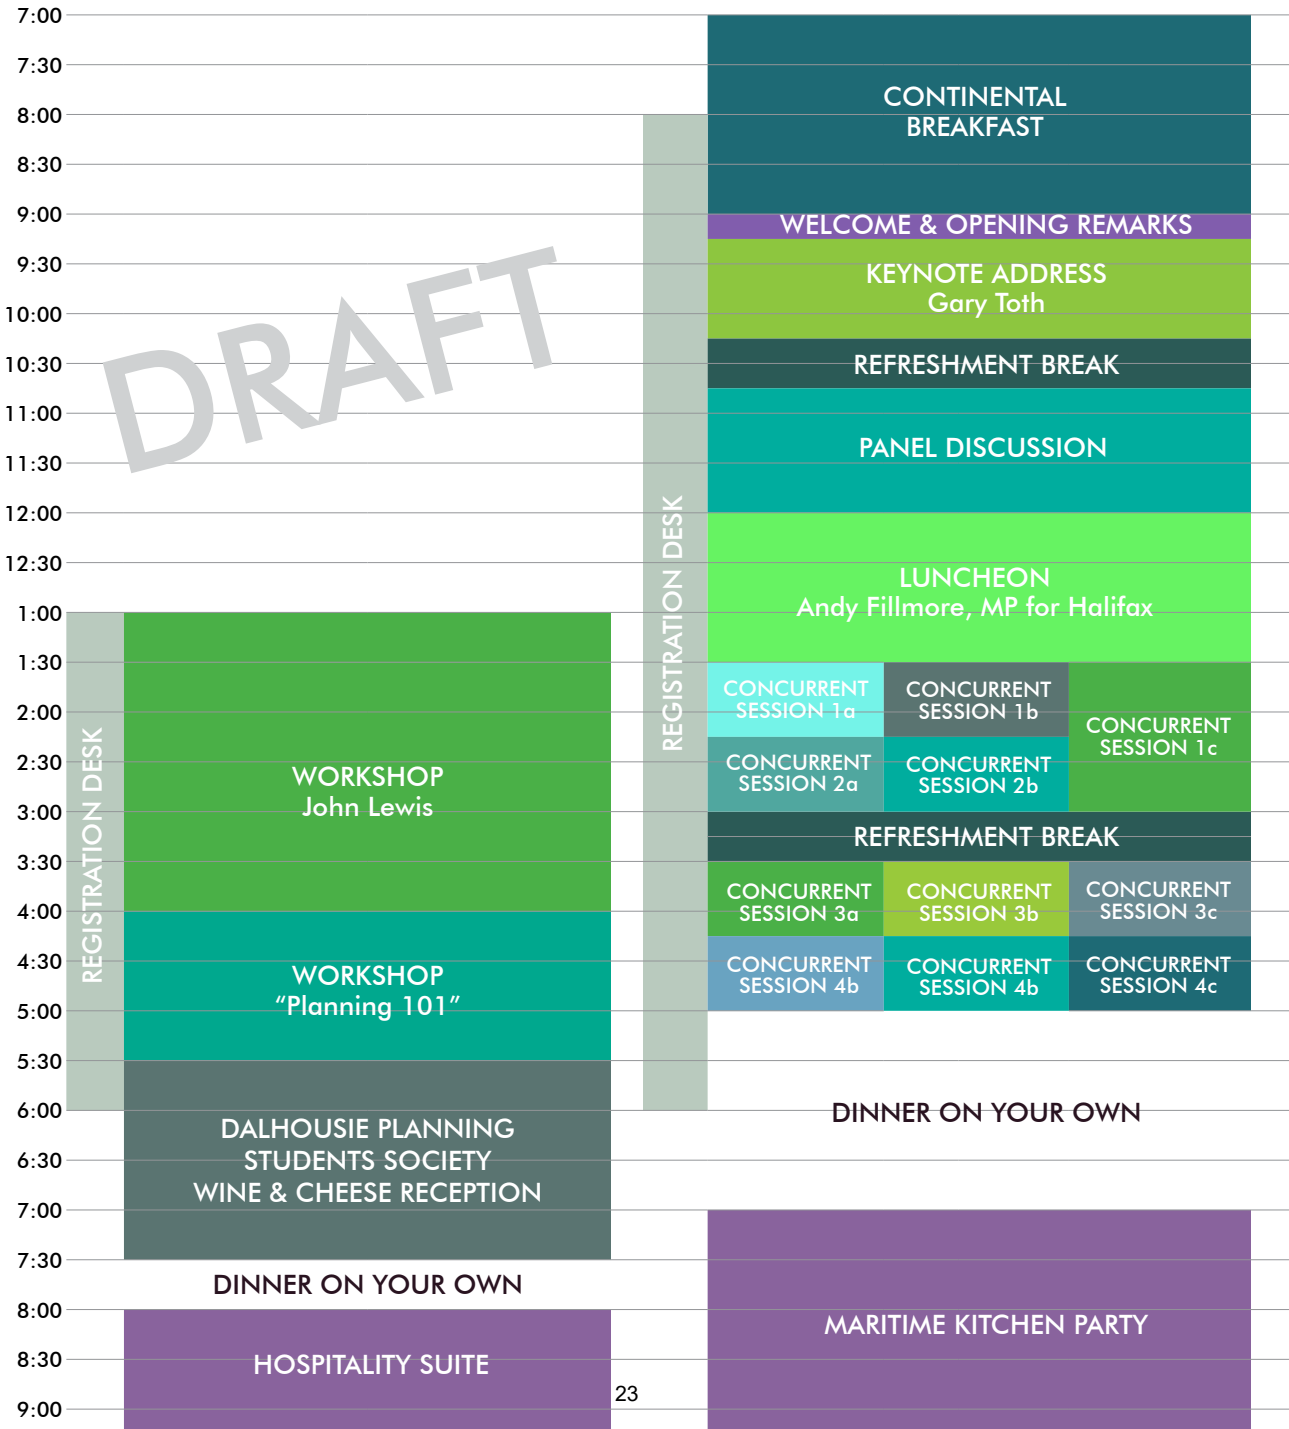 7:00
7:30
8:00
8:30
9:00
9:30
10:00
10:30
11:00
11:30
12:00
12:30
1:00
1:30
2:00
2:30
3:00
3:30
4:00
4:30
5:00
5:30
6:00
6:30
7:00
7:30
8:00
8:30
9:00
DRAFT
REGISTRATION DESK
WORKSHOP
John Lewis
WORKSHOP
“Planning 101”
DALHOUSIE PLANNING
STUDENTS SOCIETY
WINE & CHEESE RECEPTION
DINNER ON YOUR OWN
HOSPITALITY SUITE
REGISTRATION DESK
CONTINENTAL
BREAKFAST
WELCOME & OPENING REMARKS
KEYNOTE ADDRESS
Gary Toth
REFRESHMENT BREAK
PANEL DISCUSSION
LUNCHEON
Andy Fillmore, MP for Halifax
CONCURRENT
SESSION 1a
CONCURRENT
SESSION 1b
CONCURRENT
SESSION 1c
CONCURRENT
SESSION 2a
CONCURRENT
SESSION 2b
REFRESHMENT BREAK
CONCURRENT
SESSION 3a
CONCURRENT
SESSION 3b
CONCURRENT
SESSION 3c
CONCURRENT
SESSION 4b
CONCURRENT
SESSION 4b
CONCURRENT
SESSION 4c
DINNER ON YOUR OWN
MARITIME KITCHEN PARTY
23